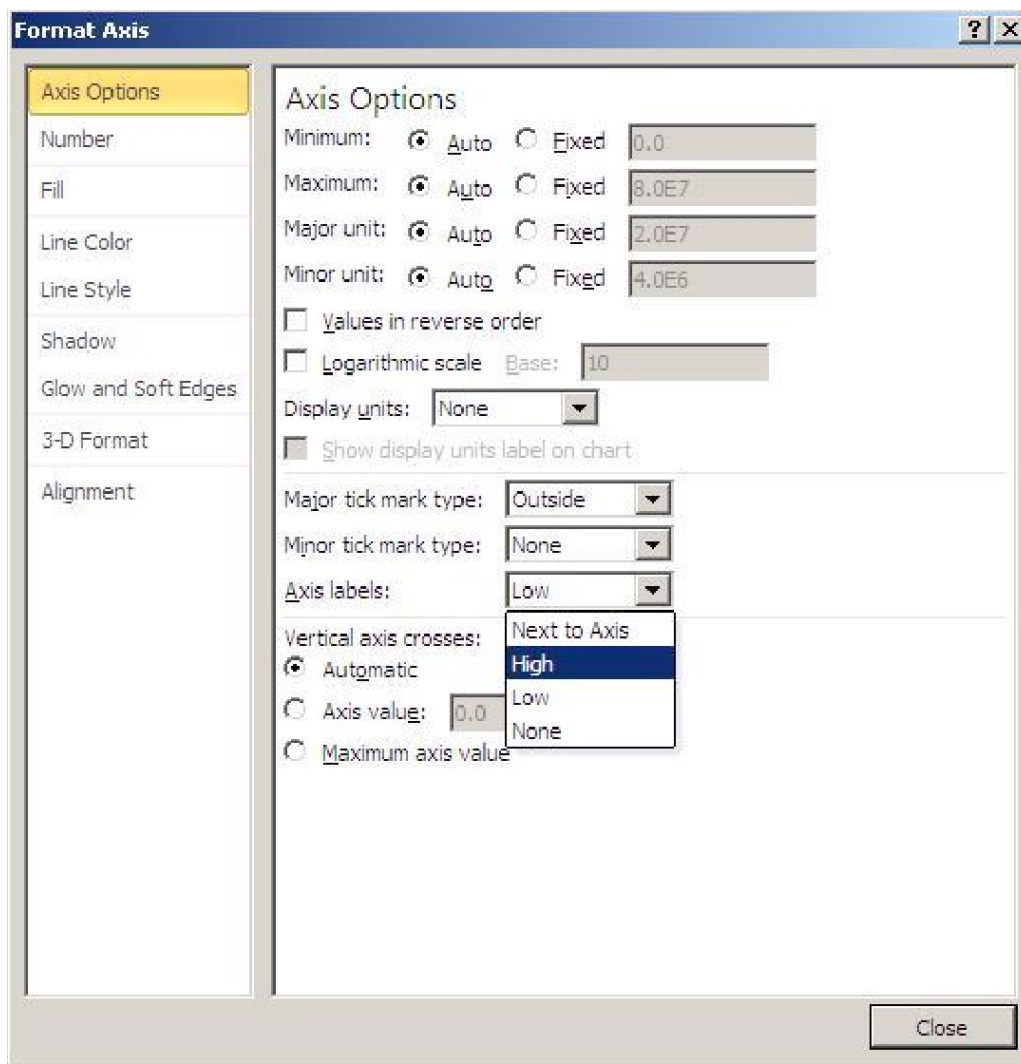 Format Axis
Axis Options
Number
Fill
Line Color
Line Style
Shadow
Glow and Soft Edges
3-D Format
Alignment
Axis Options
Minimum: Auto Fixed 0.0
Maximum: Auto Fixed 8.0E7
Major unit: Auto Fixed 2.0E7
Minor unit: Auto Fixed 4.0E6
Values in reverse order
Logarithmic scale Base: 10
Display units: None
Show display units label on chart
Major tick mark type: Outside
Minor tick mark type: None
Axis labels: Low
Next to Axis
High
Low
None
Vertical axis crosses:
Automatic
Axis value: 0.0
Maximum axis value
Close